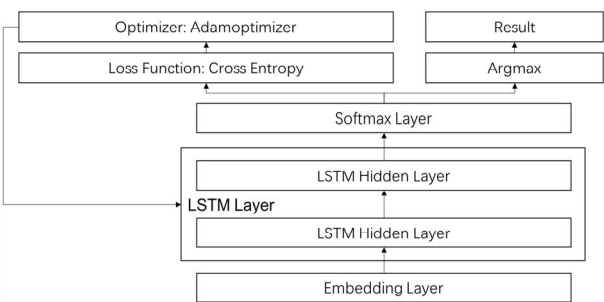 Optimizer: Adamoptimizer
Result
Loss Function: Cross Entropy
Argmax
Softmax Layer
LSTM Hidden Layer
LSTM Layer
LSTM Hidden Layer
Embedding Layer